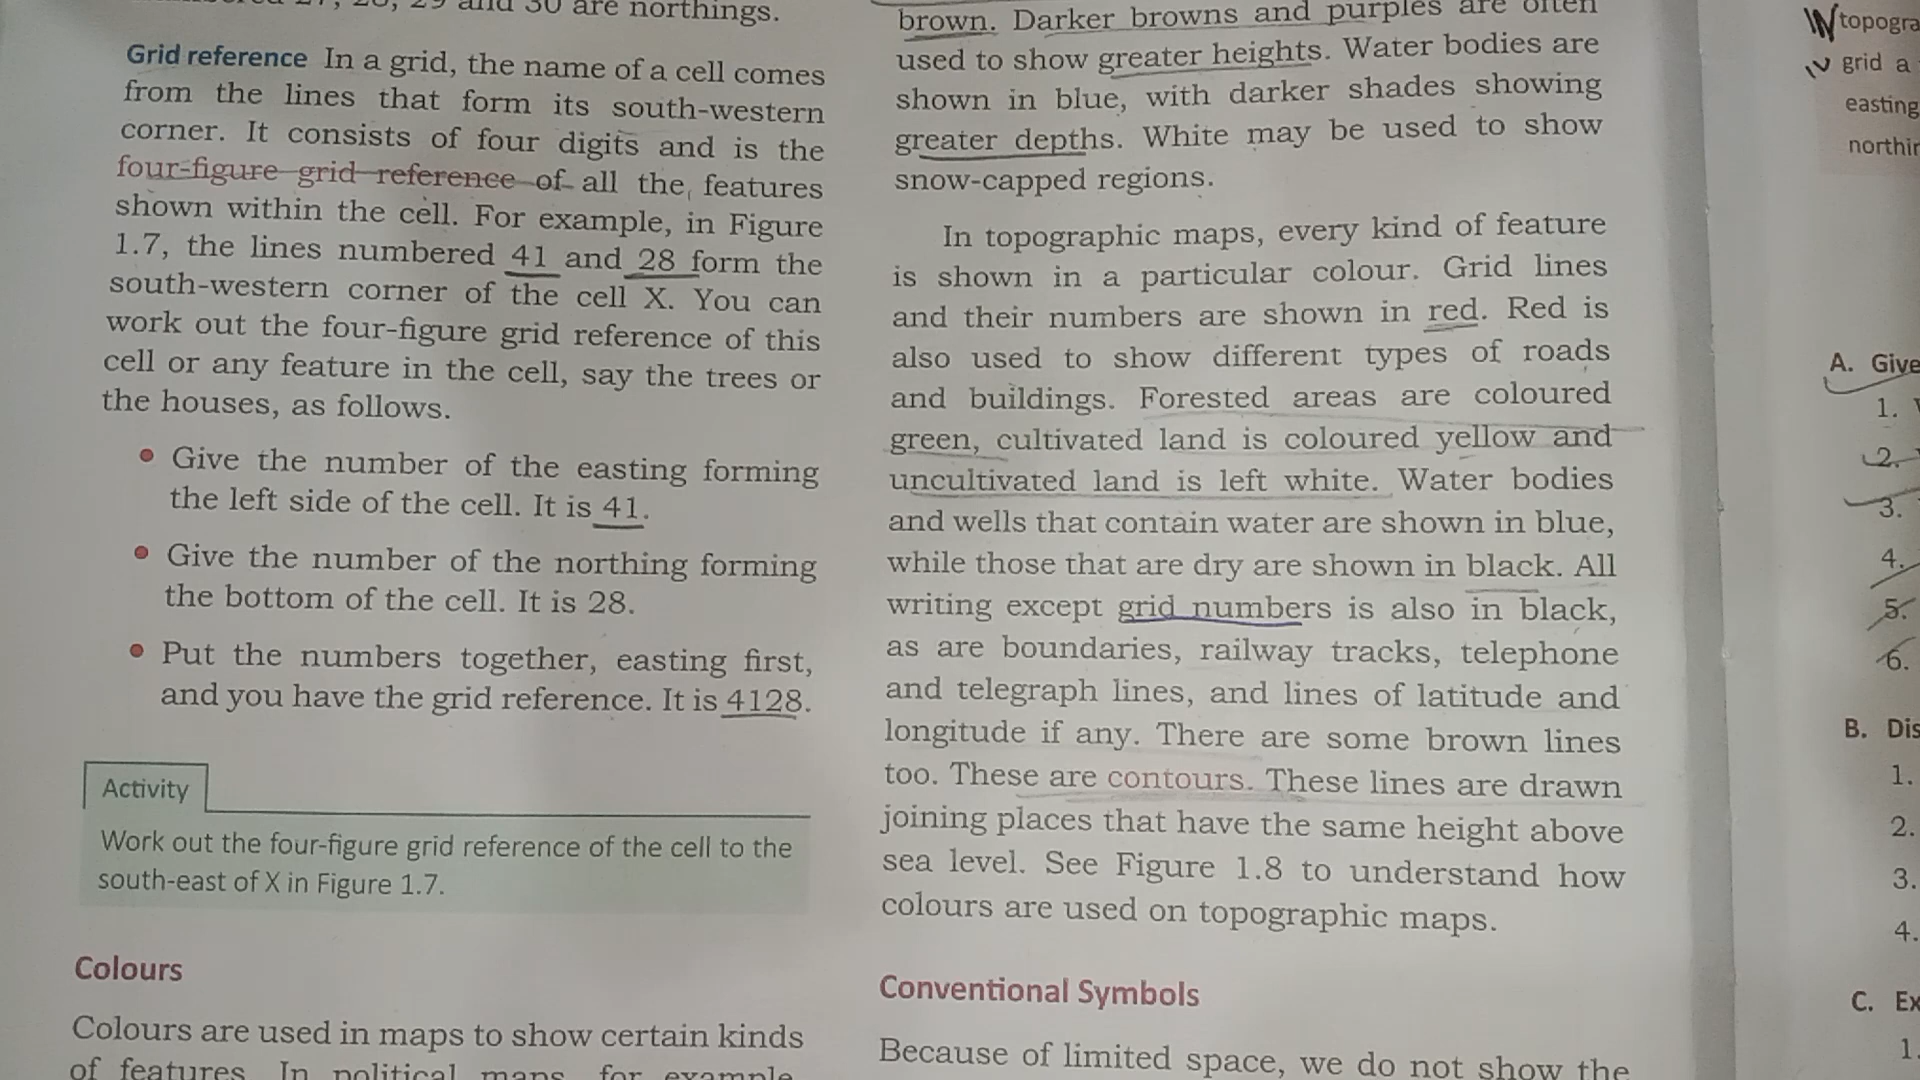 27, 28, 29 and 30 are northings.
Grid reference In a grid, the name of a cell comes
from the lines that form its south-western
corner. It consists of four digits and is the
four-figure grid reference of all the features
shown within the cell. For example, in Figure
1.7, the lines numbered 41 and 28 form the
south-western corner of the cell X. You can
work out the four-figure grid reference of this
cell or any feature in the cell, say the trees or
the houses, as follows.
• Give the number of the easting forming
the left side of the cell. It is 41.
• Give the number of the northing forming
the bottom of the cell. It is 28.
• Put the numbers together, easting first,
and you have the grid reference. It is 4128.
Activity
Work out the four-figure grid reference of the cell to the
south-east of X in Figure 1.7.
Colours
Colours are used in maps to show certain kinds
of features. In political maps, for example,
brown. Darker browns and purples are often
used to show greater heights. Water bodies are
shown in blue, with darker shades showing
greater depths. White may be used to show
snow-capped regions.
In topographic maps, every kind of feature
is shown in a particular colour. Grid lines
and their numbers are shown in red. Red is
also used to show different types of roads
and buildings. Forested areas are coloured
green, cultivated land is coloured yellow and
uncultivated land is left white. Water bodies
and wells that contain water are shown in blue,
while those that are dry are shown in black. All
writing except grid numbers is also in black,
as are boundaries, railway tracks, telephone
and telegraph lines, and lines of latitude and
longitude if any. There are some brown lines
too. These are contours. These lines are drawn
joining places that have the same height above
sea level. See Figure 1.8 to understand how
colours are used on topographic maps.
Conventional Symbols
Because of limited space, we do not show the
topogra
grid a
easting
northin
A. Give
1.
2.
3.
4.
5.
6.
B. Dis
1.
2.
3.
4.
C. Ex
1.